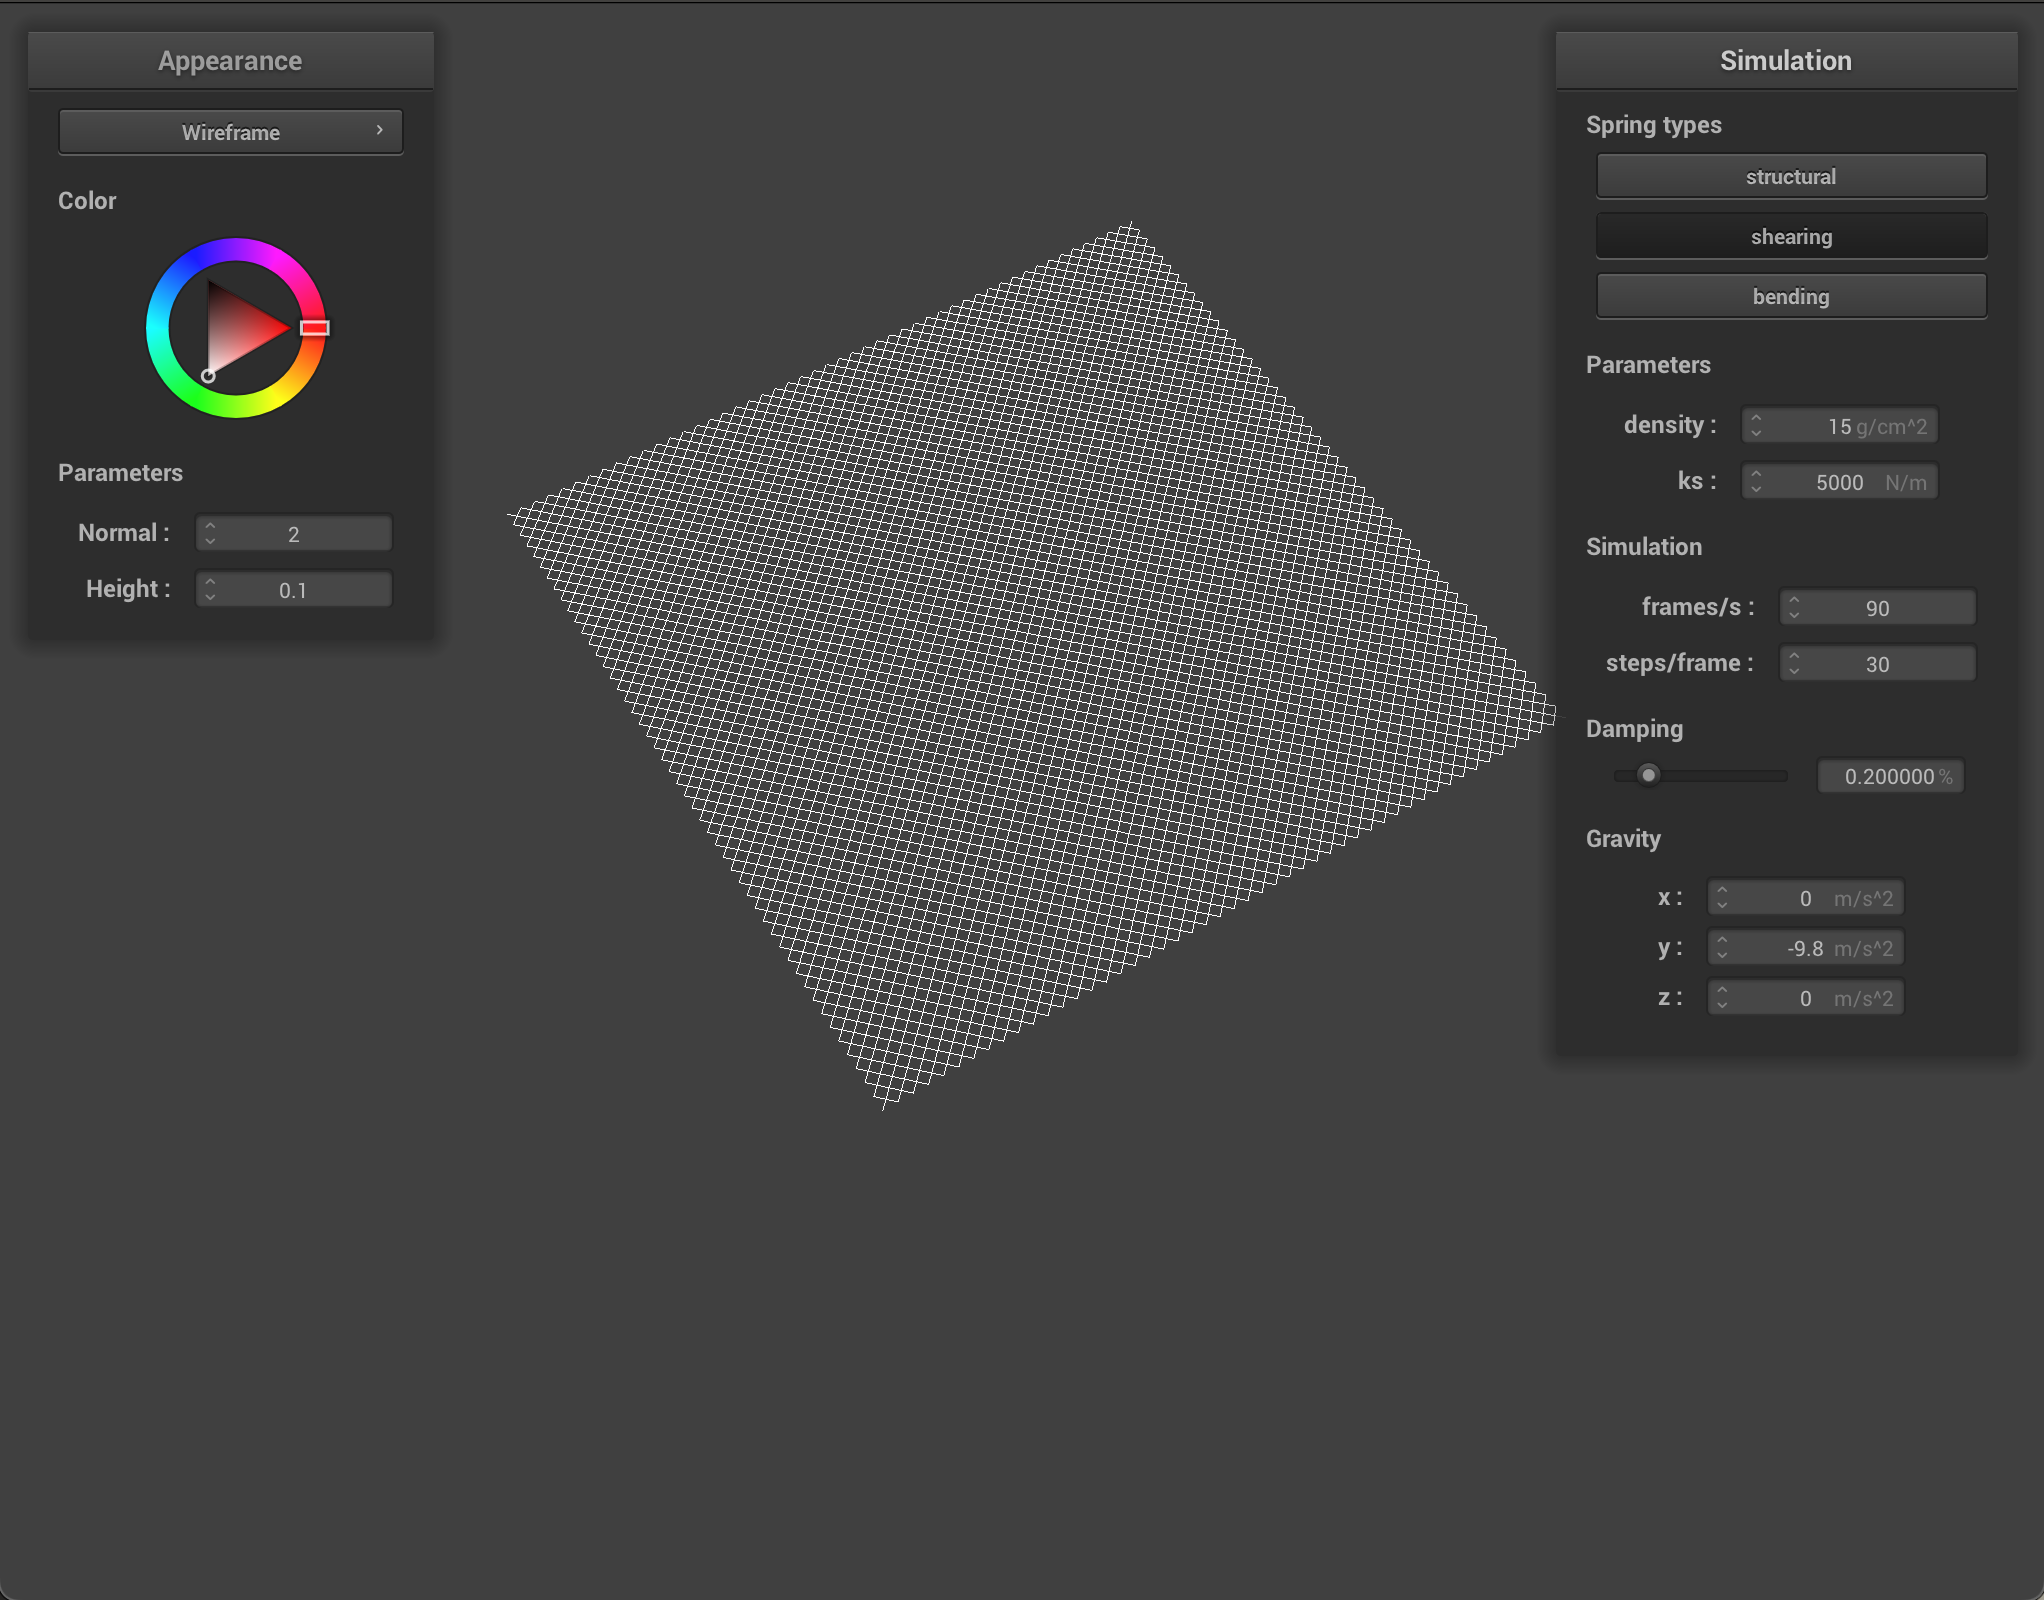 Appearance
Wireframe
Color
Parameters
Normal : 2
Height : 0.1
Simulation
Spring types
structural
shearing
bending
Parameters
density : 15 g/cm^2
ks : 5000 N/m
Simulation
frames/s : 90
steps/frame : 30
Damping
0.200000 %
Gravity
x : 0 m/s^2
y : -9.8 m/s^2
z : 0 m/s^2